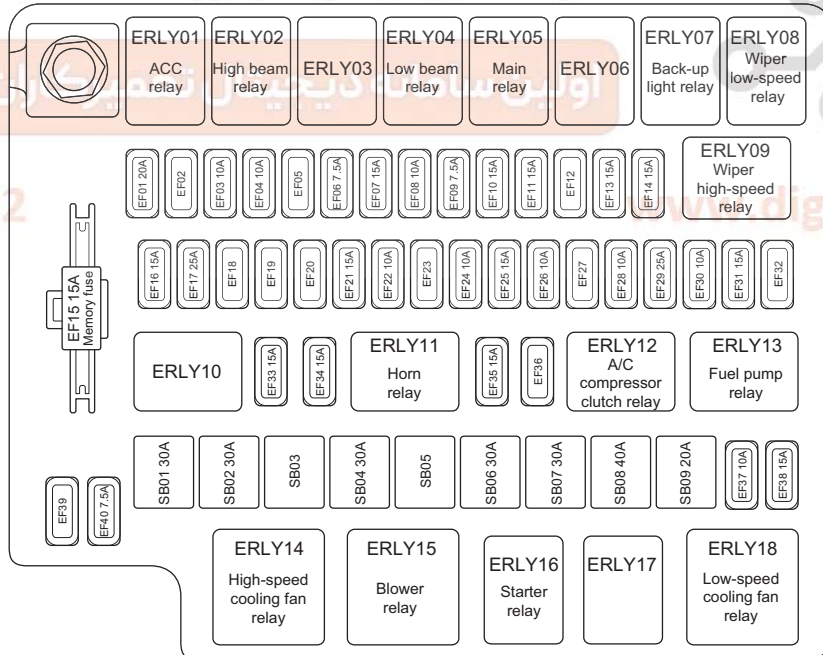 ERLY01
ACC
relay
ERLY02
High beam
relay
ERLY03
ERLY04
Low beam
relay
ERLY05
Main
relay
ERLY06
ERLY07
Back-up
light relay
ERLY08
Wiper
low-speed
relay
اولین سامانه دیجیتال تعمیرکاران
ERLY09
Wiper
high-speed
relay
EF01 20A
EF02
EF03 10A
EF04 10A
EF05
EF06 7.5A
EF07 15A
EF08 10A
EF09 7.5A
EF10 15A
EF11 15A
EF12
EF13 15A
EF14 15A
2
www.dig
EF15 15A
Memory fuse
EF16 15A
EF17 25A
EF18
EF19
EF20
EF21 15A
EF22 10A
EF23
EF24 10A
EF25 15A
EF26 10A
EF27
EF28 10A
EF29 25A
EF30 10A
EF31 15A
EF32
ERLY10
EF33 15A
EF34 15A
ERLY11
Horn
relay
EF35 15A
EF36
ERLY12
A/C
compressor
clutch relay
ERLY13
Fuel pump
relay
SB01 30A
SB02 30A
SB03
SB04 30A
SB05
SB06 30A
SB07 30A
SB08 40A
SB09 20A
EF37 10A
EF38 15A
EF39
EF40 7.5A
ERLY14
High-speed
cooling fan
relay
ERLY15
Blower
relay
ERLY16
Starter
relay
ERLY17
ERLY18
Low-speed
cooling fan
relay